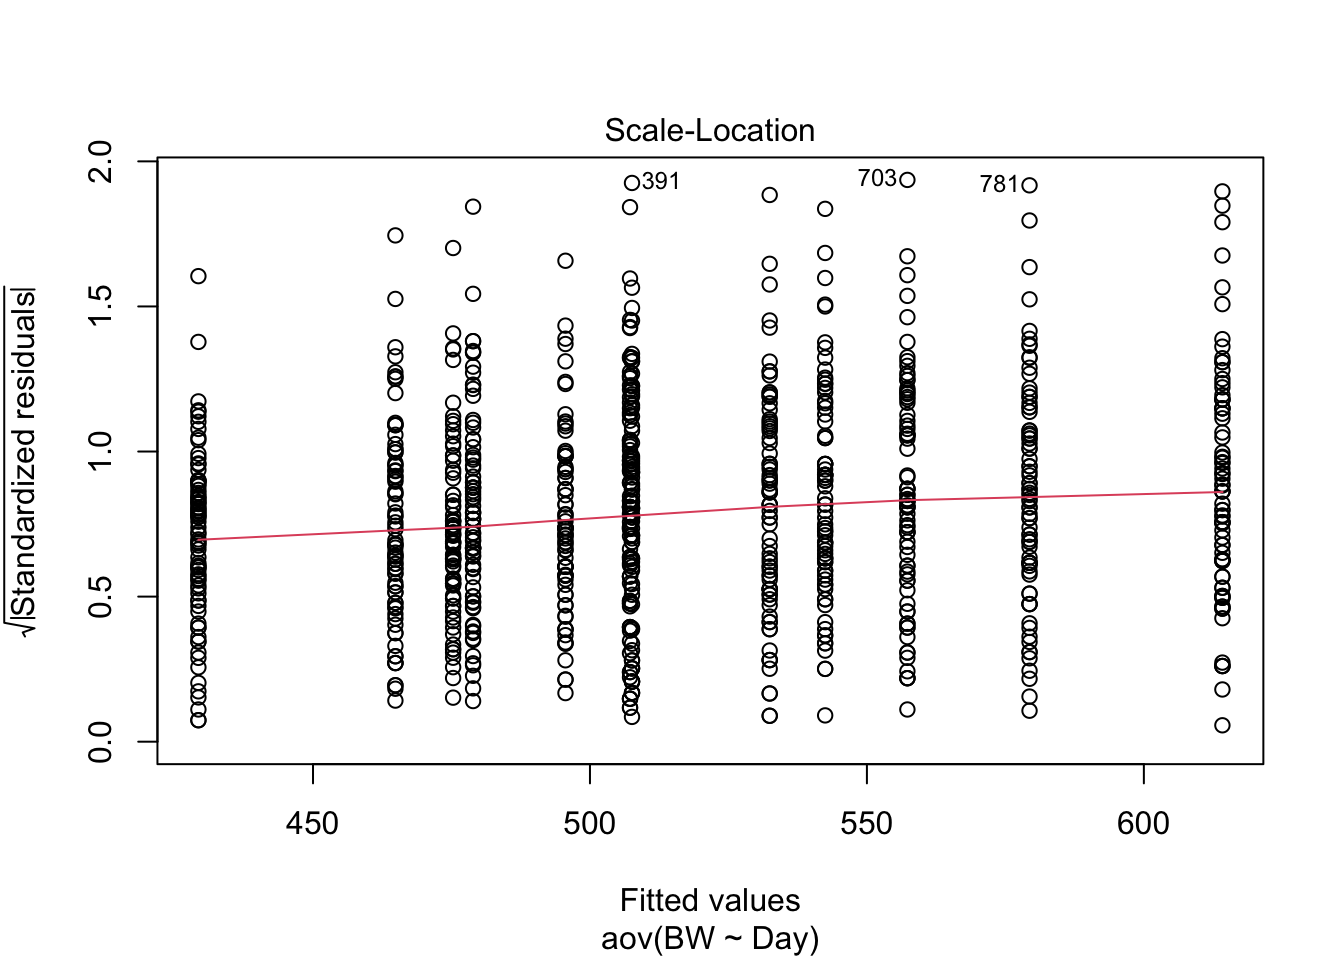 Scale-Location
√|Standardized residuals|
2.0
1.5
1.0
0.5
0.0
391
703
781
450 500 550 600
Fitted values
aov(BW ~ Day)